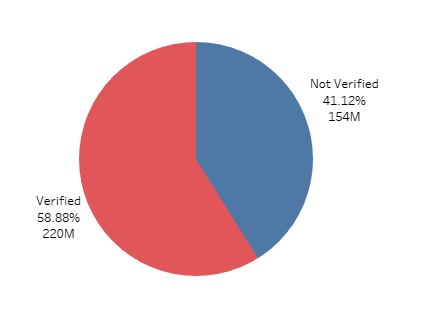 Not Verified
41.12%
154M
Verified
58.88%
220M